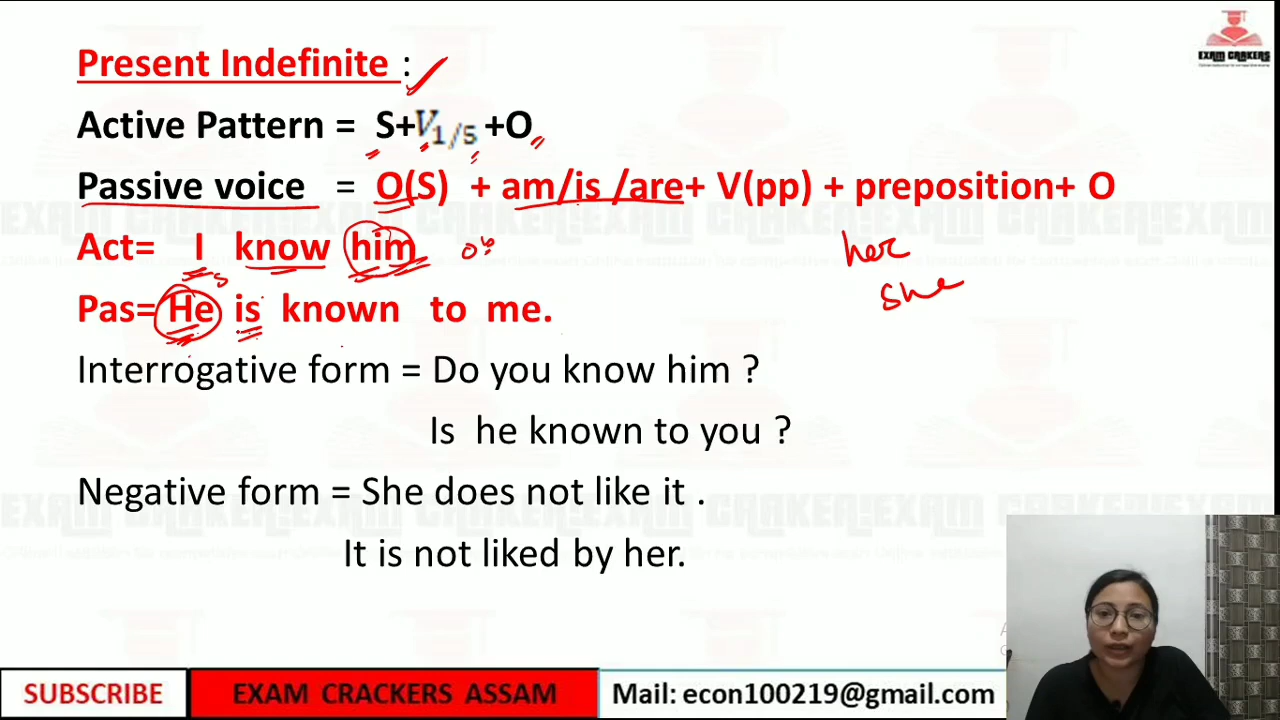 Present Indefinite :
EXAM CRAKERS
Active Pattern = S+V1/5 +O
Passive voice = O(S) + am/is /are+ V(pp) + preposition+ O
Act= I know him ob
her
s
she
Pas= He is known to me.
Interrogative form = Do you know him ?
Is he known to you ?
Negative form = She does not like it .
It is not liked by her.
SUBSCRIBE EXAM CRACKERS ASSAM Mail: econ100219@gmail.com